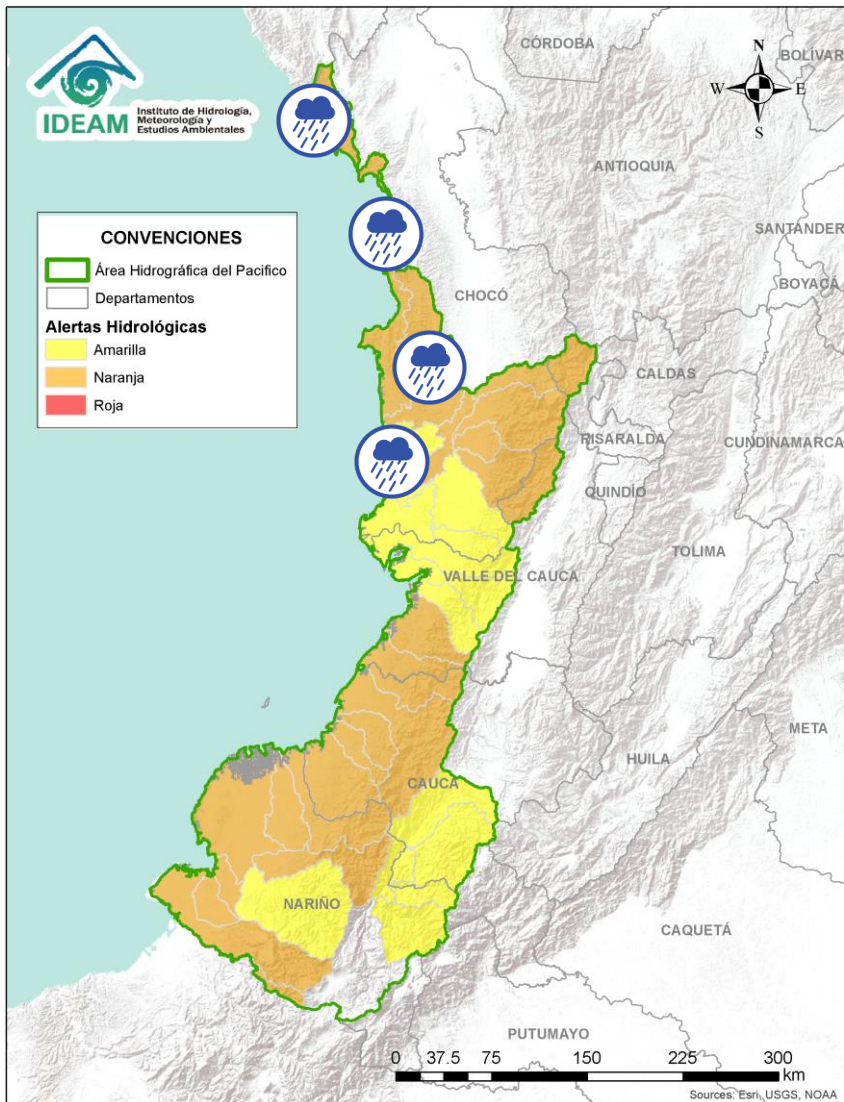 IDEAM
Instituto de Hidrología,
Meteorología y
Estudios Ambientales
CÓRDOBA
BOLÍVAR
N
W
E
S
ANTIOQUIA
SANTANDER
BOYACÁ
CONVENCIONES
Área Hidrográfica del Pacifico
Departamentos
Alertas Hidrológicas
Amarilla
Naranja
Roja
CHOCÓ
CALDAS
RISARALDA
CUNDINAMARCA
QUINDÍO
TOLIMA
VALLE DEL CAUCA
META
HUILA
CAUCA
NARIÑO
CAQUETÁ
PUTUMAYO
0 37.5 75 150 225 300
km
Sources: Esri, USGS, NOAA